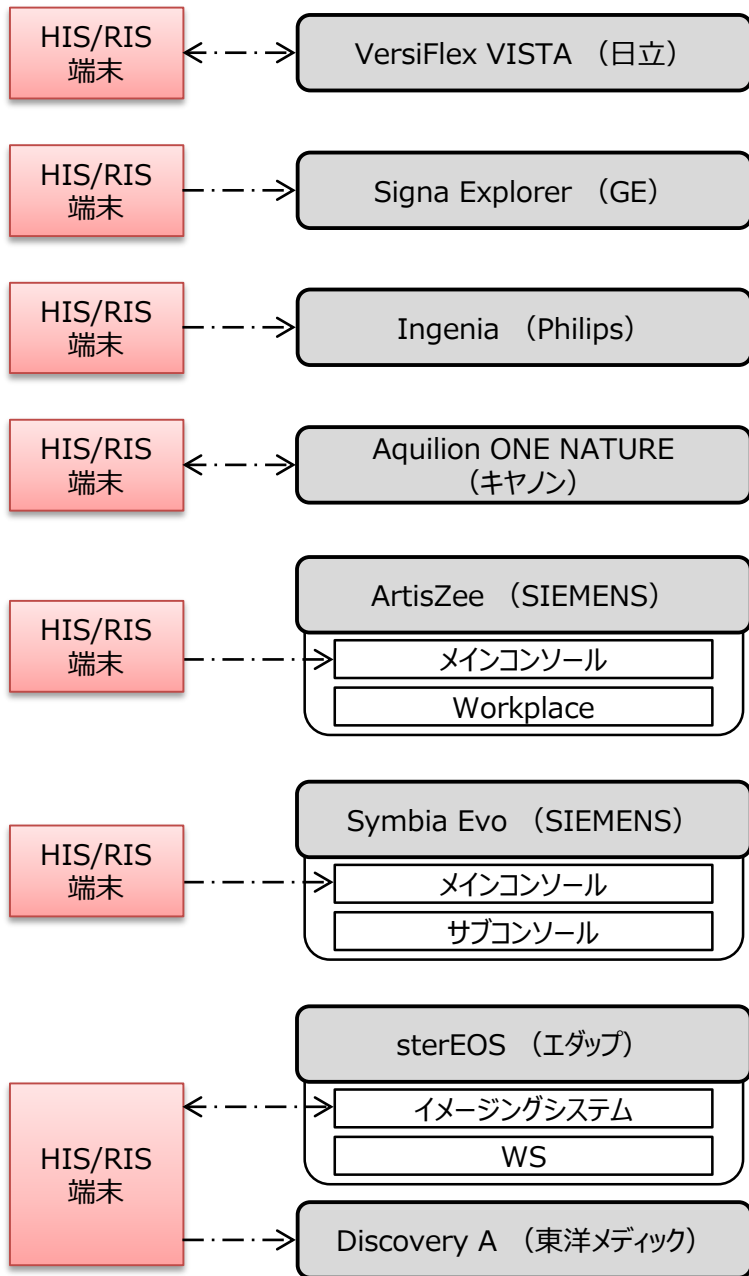 HIS/RIS
端末
VersiFlex VISTA （日立）
HIS/RIS
端末
Signa Explorer （GE）
HIS/RIS
端末
Ingenia （Philips）
HIS/RIS
端末
Aquilion ONE NATURE
（キヤノン）
HIS/RIS
端末
ArtisZee （SIEMENS）
メインコンソール
Workplace
HIS/RIS
端末
Symbia Evo （SIEMENS）
メインコンソール
サブコンソール
HIS/RIS
端末
sterEOS （エダップ）
イメージングシステム
WS
Discovery A （東洋メディック）